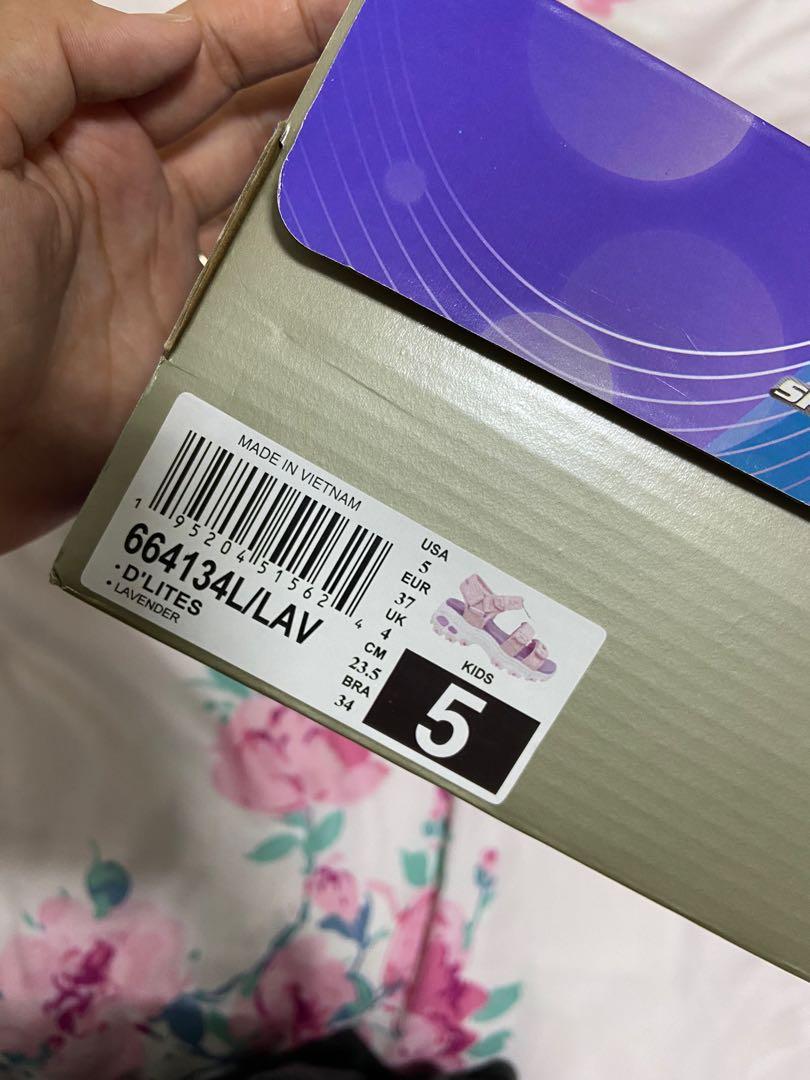 MADE IN VIETNAM
1 95204 51562 4
664134L/LAV
• D'LITES
• LAVENDER
USA
5
EUR
37
UK
4
CM
23.5
BRA
34
KIDS
5